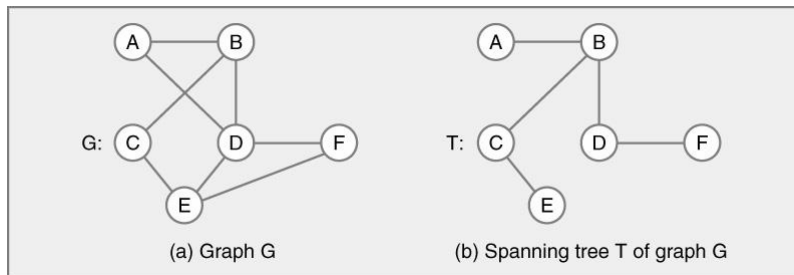 A B A B
G: C D F T: C D F
E E
(a) Graph G (b) Spanning tree T of graph G